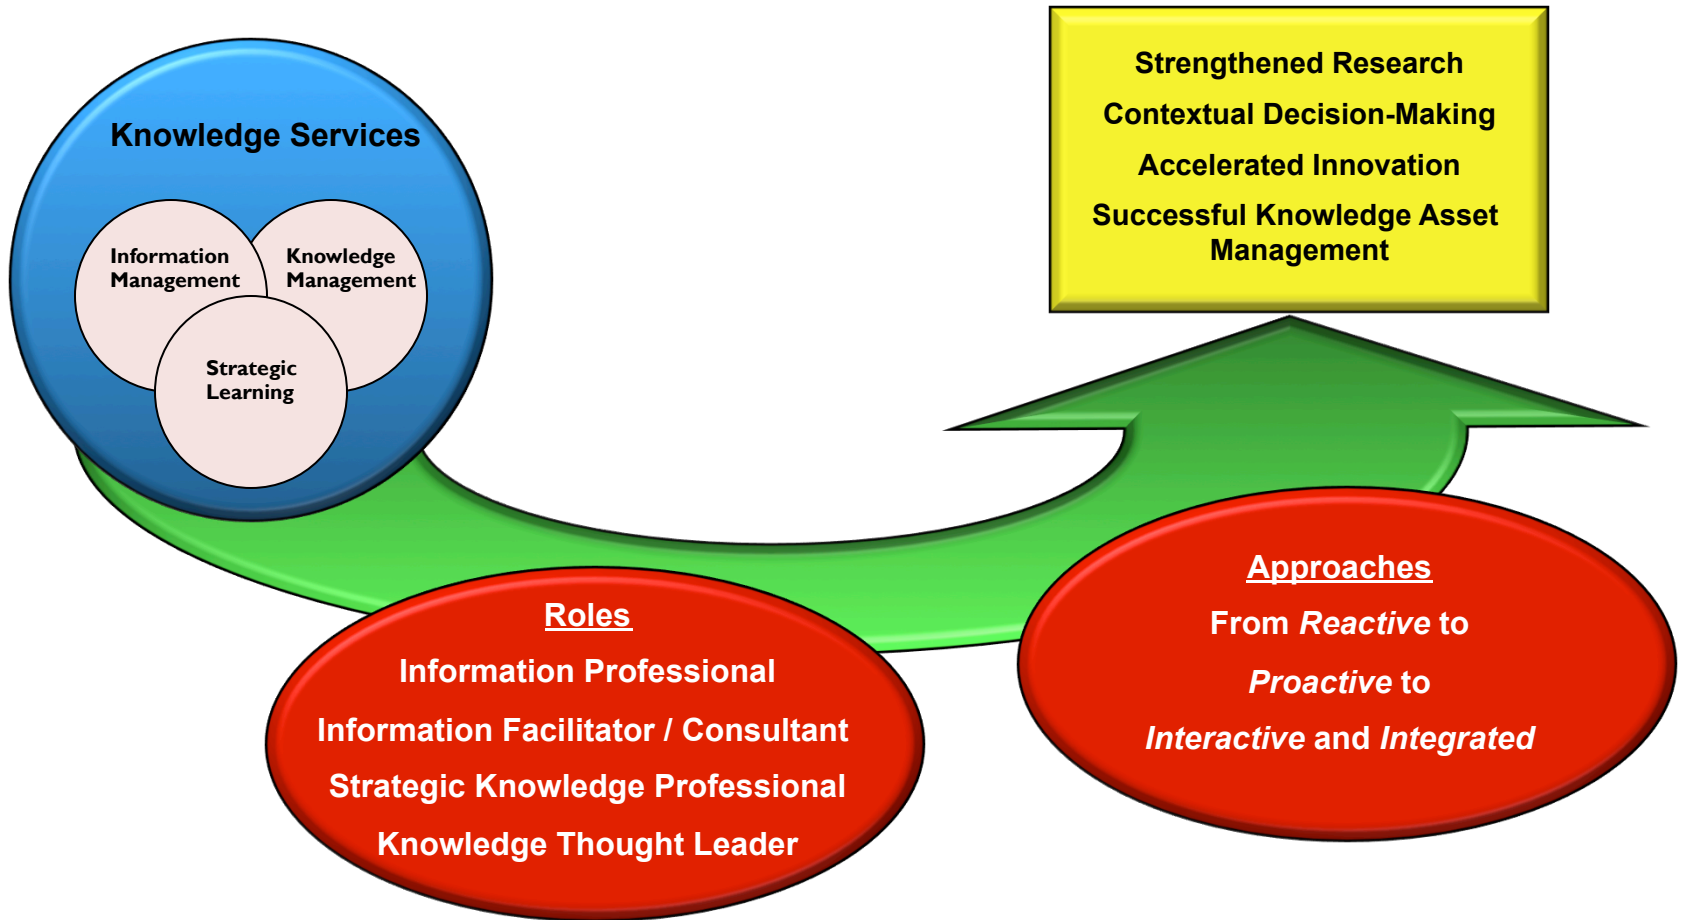 Knowledge Services
Information
Management
Knowledge
Management
Strategic
Learning
Strengthened Research
Contextual Decision-Making
Accelerated Innovation
Successful Knowledge Asset
Management
Roles
Information Professional
Information Facilitator / Consultant
Strategic Knowledge Professional
Knowledge Thought Leader
Approaches
From Reactive to
Proactive to
Interactive and Integrated